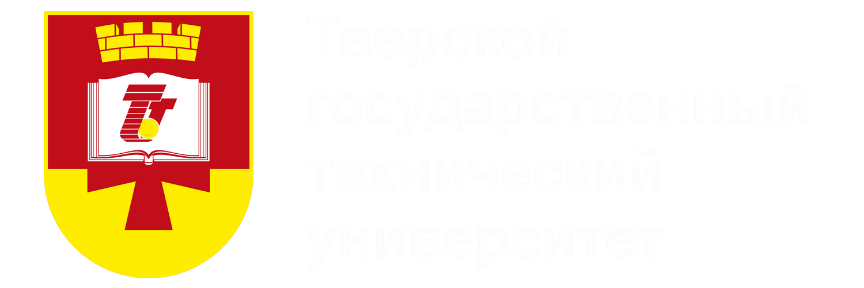 Тверской
государственный
технический
университет